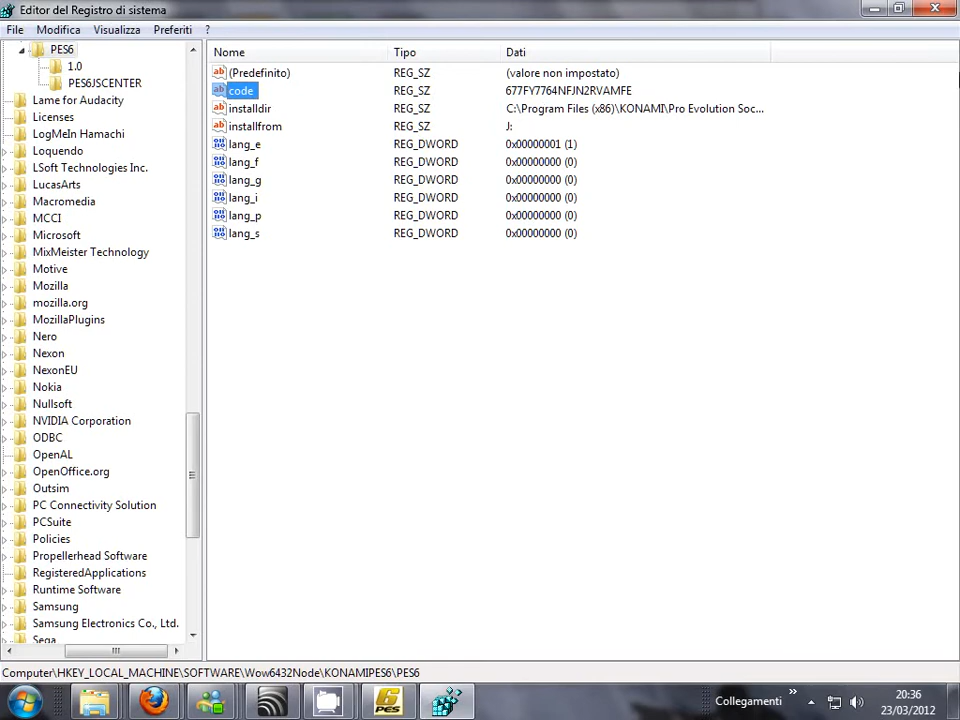 Editor del Registro di sistema
File Modifica Visualizza Preferiti ?
PES6
1.0
PES6JSCENTER
Lame for Audacity
Licenses
LogMeIn Hamachi
Loquendo
LSoft Technologies Inc.
LucasArts
Macromedia
MCCI
Microsoft
MixMeister Technology
Motive
Mozilla
mozilla.org
MozillaPlugins
Nero
Nexon
NexonEU
Nokia
Nullsoft
NVIDIA Corporation
ODBC
OpenAL
OpenOffice.org
Outsim
PC Connectivity Solution
PCSuite
Policies
Propellerhead Software
RegisteredApplications
Runtime Software
Samsung
Samsung Electronics Co., Ltd.
Sega
Nome Tipo Dati
(Predefinito) REG_SZ (valore non impostato)
code REG_SZ 677FY7764NFJN2RVAMFE
installdir REG_SZ C:\Program Files (x86)\KONAMI\Pro Evolution Soc...
installfrom REG_SZ J:
lang_e REG_DWORD 0x00000001 (1)
lang_f REG_DWORD 0x00000000 (0)
lang_g REG_DWORD 0x00000000 (0)
lang_i REG_DWORD 0x00000000 (0)
lang_p REG_DWORD 0x00000000 (0)
lang_s REG_DWORD 0x00000000 (0)
Computer\HKEY_LOCAL_MACHINE\SOFTWARE\Wow6432Node\KONAMIPES6\PES6
6
Collegamenti »
20:36
23/03/2012